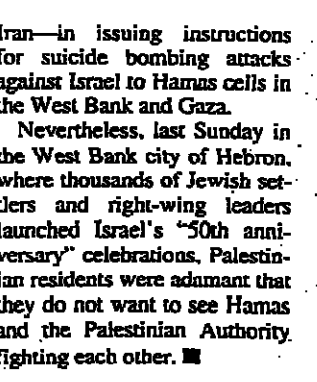 Iran—in issuing instructions
for suicide bombing attacks
against Israel to Hamas cells in
the West Bank and Gaza.
Nevertheless, last Sunday in
the West Bank city of Hebron,
where thousands of Jewish set-
tlers and right-wing leaders
launched Israel's "50th anni-
versary" celebrations, Palestin-
ian residents were adamant that
they do not want to see Hamas
and the Palestinian Authority
fighting each other. ■